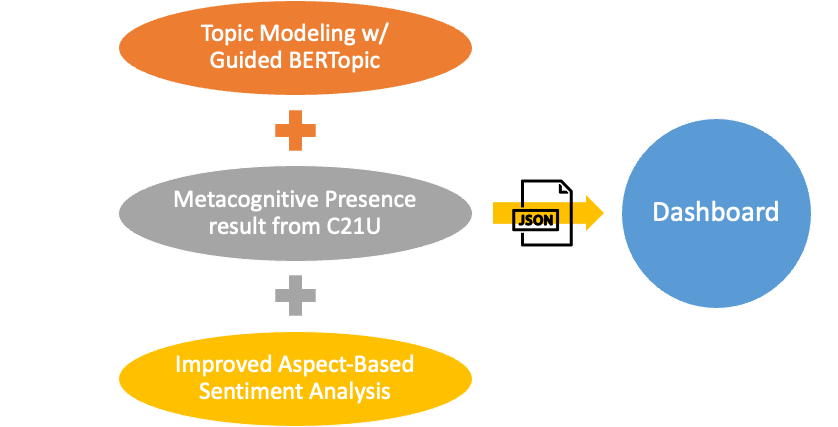 Topic Modeling w/
Guided BERTopic
Metacognitive Presence
result from C21U
JSON
Dashboard
Improved Aspect-Based
Sentiment Analysis